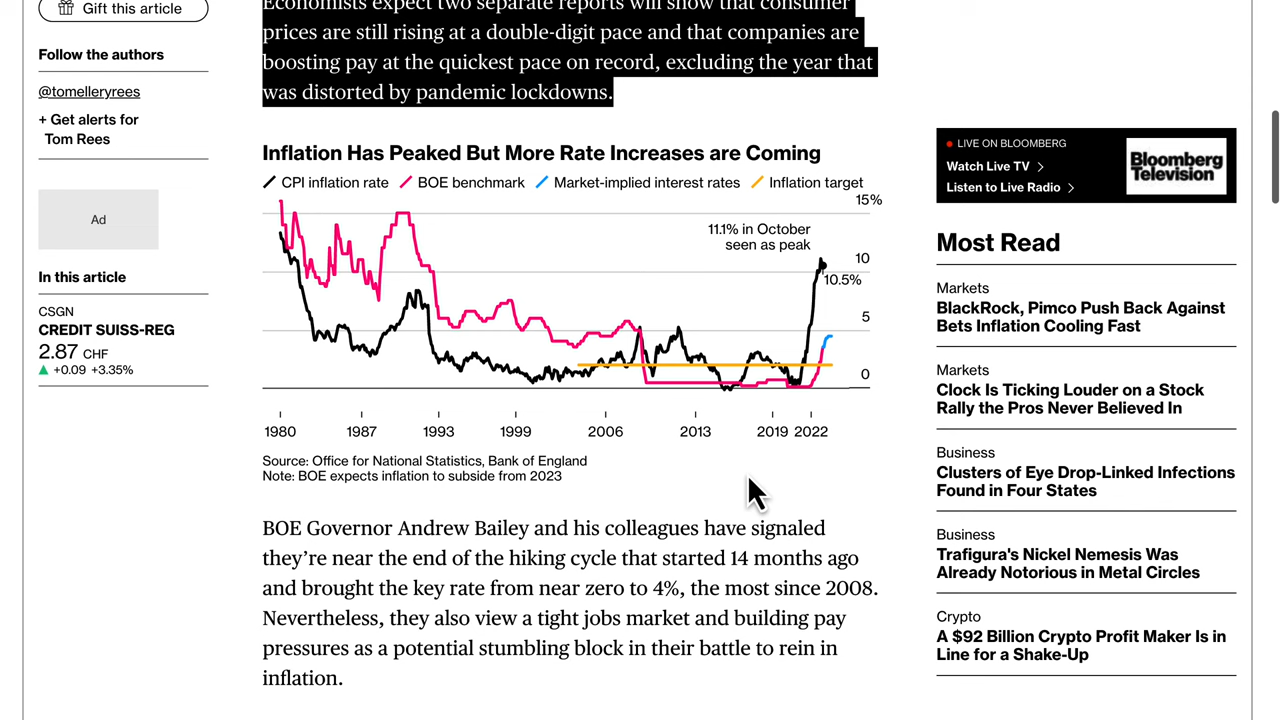 Gift this article
Follow the authors
@tomelleryrees
+ Get alerts for
Tom Rees
Ad
In this article
CSGN
CREDIT SUISS-REG
2.87 CHF
+0.09 +3.35%
Economists expect two separate reports will show that consumer
prices are still rising at a double-digit pace and that companies are
boosting pay at the quickest pace on record, excluding the year that
was distorted by pandemic lockdowns.
Inflation Has Peaked But More Rate Increases are Coming
CPI inflation rate BOE benchmark Market-implied interest rates Inflation target
15%
11.1% in October
seen as peak
10
10.5%
5
0
1980 1987 1993 1999 2006 2013 2019 2022
Source: Office for National Statistics, Bank of England
Note: BOE expects inflation to subside from 2023
BOE Governor Andrew Bailey and his colleagues have signaled
they’re near the end of the hiking cycle that started 14 months ago
and brought the key rate from near zero to 4%, the most since 2008.
Nevertheless, they also view a tight jobs market and building pay
pressures as a potential stumbling block in their battle to rein in
inflation.
LIVE ON BLOOMBERG
Watch Live TV
Listen to Live Radio
Bloomberg
Television
Most Read
Markets
BlackRock, Pimco Push Back Against
Bets Inflation Cooling Fast
Markets
Clock Is Ticking Louder on a Stock
Rally the Pros Never Believed In
Business
Clusters of Eye Drop-Linked Infections
Found in Four States
Business
Trafigura's Nickel Nemesis Was
Already Notorious in Metal Circles
Crypto
A $92 Billion Crypto Profit Maker Is in
Line for a Shake-Up